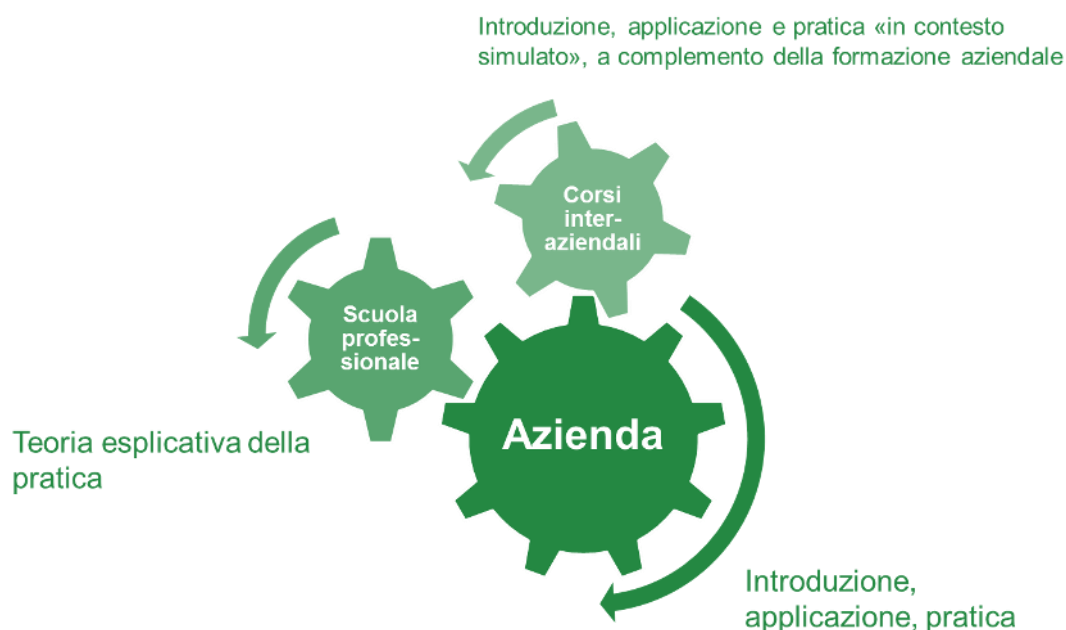 Introduzione, applicazione e pratica «in contesto
simulato», a complemento della formazione aziendale
Corsi
inter-
aziendali
Scuola
profes-
sionale
Azienda
Teoria esplicativa della
pratica
Introduzione,
applicazione, pratica